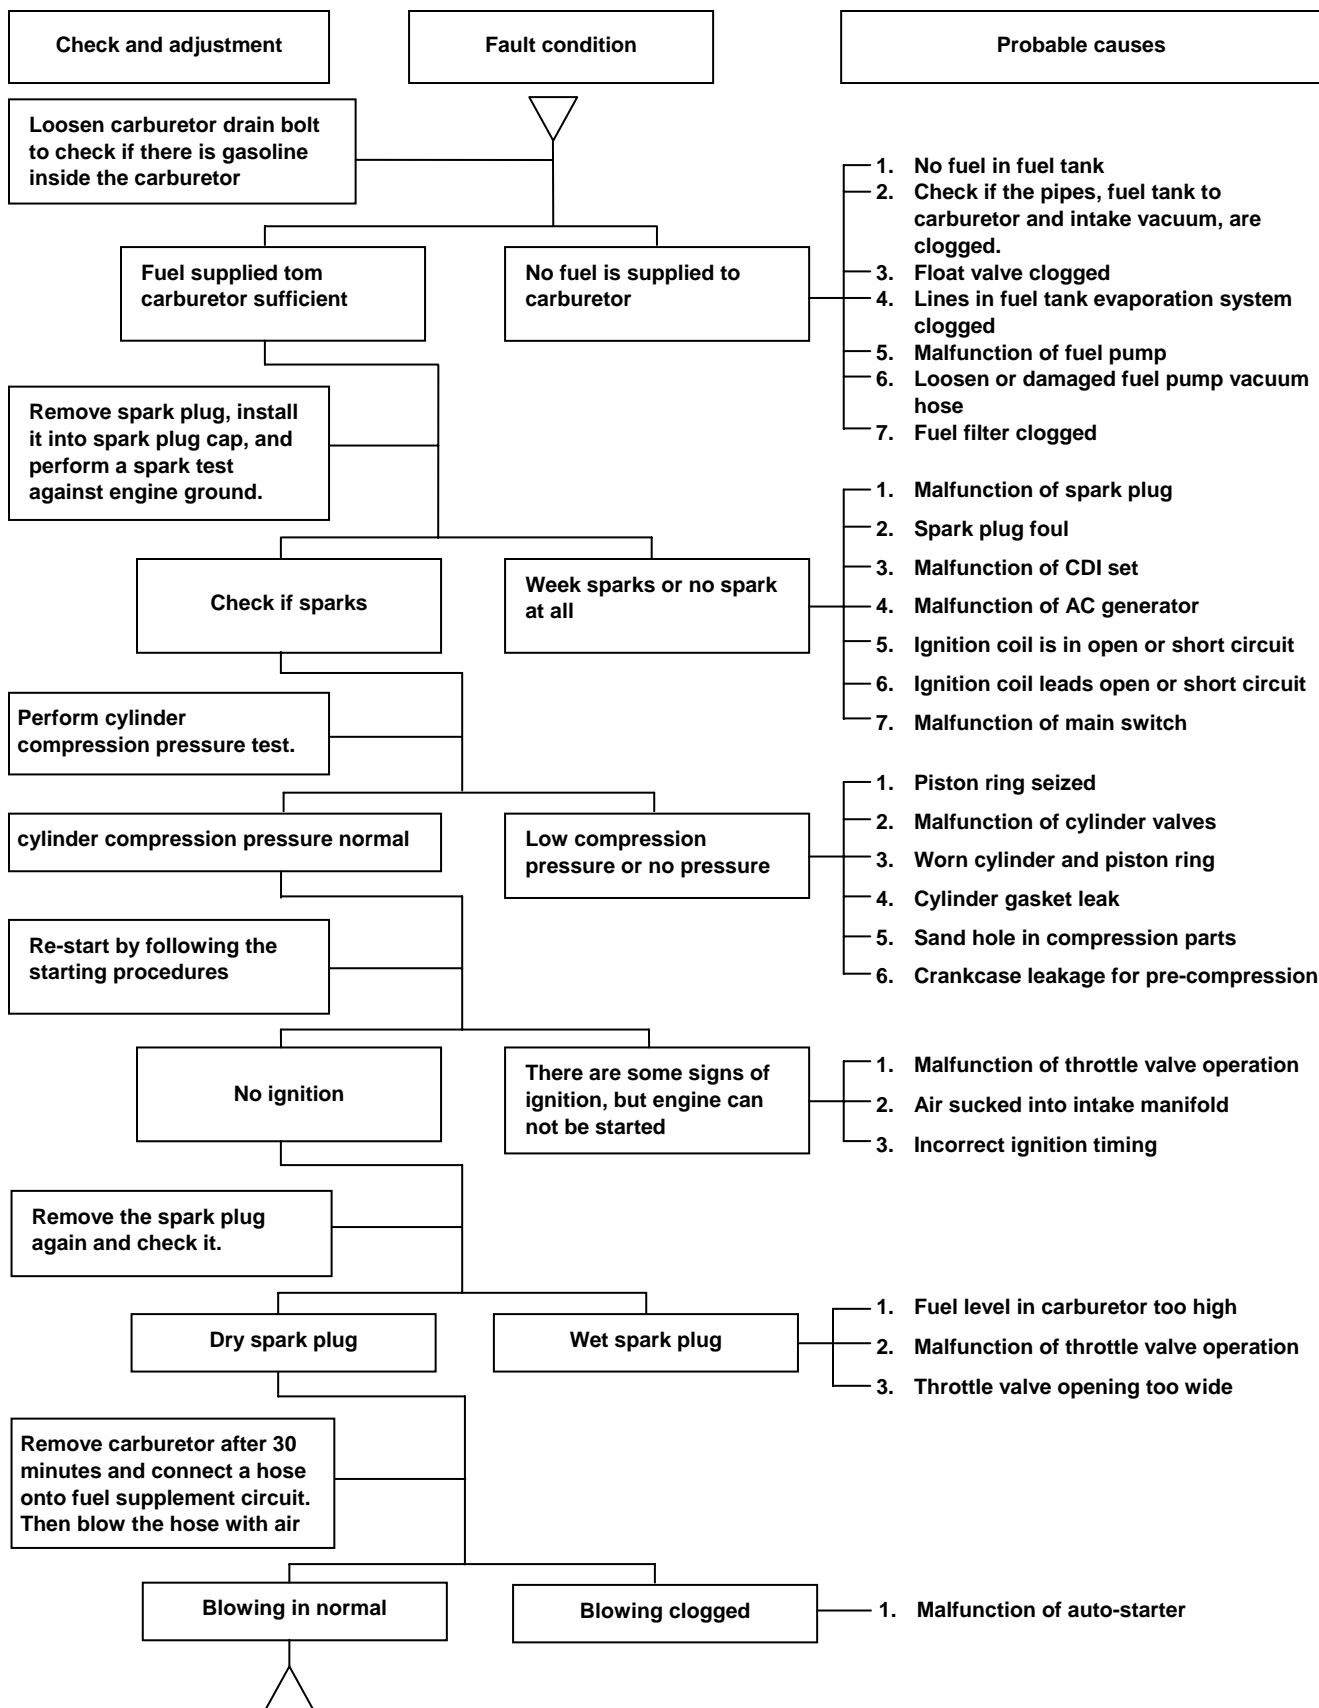 Check and adjustment
Fault condition
Probable causes
Loosen carburetor drain bolt
to check if there is gasoline
inside the carburetor
1. No fuel in fuel tank
2. Check if the pipes, fuel tank to
carburetor and intake vacuum, are
clogged.
3. Float valve clogged
4. Lines in fuel tank evaporation system
clogged
5. Malfunction of fuel pump
6. Loosen or damaged fuel pump vacuum
hose
7. Fuel filter clogged
Fuel supplied tom
carburetor sufficient
No fuel is supplied to
carburetor
Remove spark plug, install
it into spark plug cap, and
perform a spark test
against engine ground.
1. Malfunction of spark plug
2. Spark plug foul
3. Malfunction of CDI set
4. Malfunction of AC generator
5. Ignition coil is in open or short circuit
6. Ignition coil leads open or short circuit
7. Malfunction of main switch
Check if sparks
Week sparks or no spark
at all
Perform cylinder
compression pressure test.
1. Piston ring seized
2. Malfunction of cylinder valves
3. Worn cylinder and piston ring
4. Cylinder gasket leak
5. Sand hole in compression parts
6. Crankcase leakage for pre-compression
cylinder compression pressure normal
Low compression
pressure or no pressure
Re-start by following the
starting procedures
No ignition
There are some signs of
ignition, but engine can
not be started
1. Malfunction of throttle valve operation
2. Air sucked into intake manifold
3. Incorrect ignition timing
Remove the spark plug
again and check it.
Dry spark plug
Wet spark plug
1. Fuel level in carburetor too high
2. Malfunction of throttle valve operation
3. Throttle valve opening too wide
Remove carburetor after 30
minutes and connect a hose
onto fuel supplement circuit.
Then blow the hose with air
Blowing in normal
Blowing clogged
1. Malfunction of auto-starter